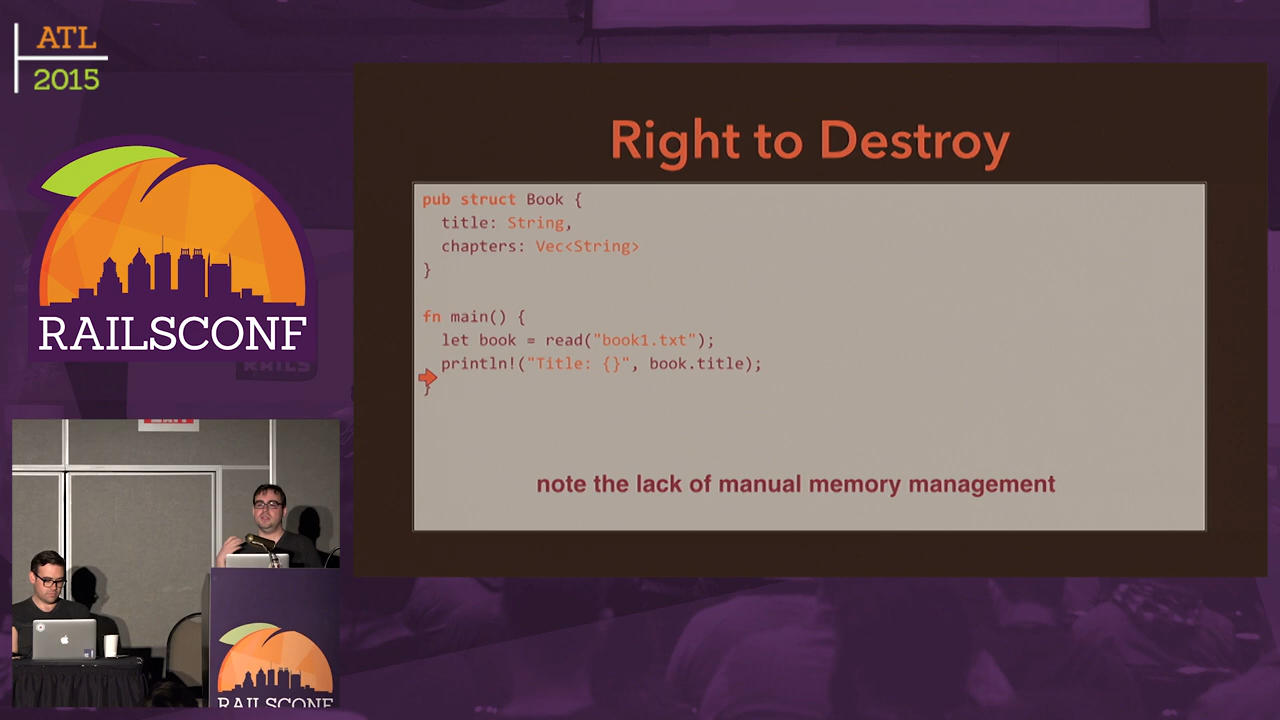 ATL
2015
RAILSCONF
Right to Destroy
pub struct Book {
  title: String,
  chapters: Vec<String>
}
fn main() {
  let book = read("book1.txt");
  println!("Title: {}", book.title);
}
note the lack of manual memory management
RAILS
RAILSCONF